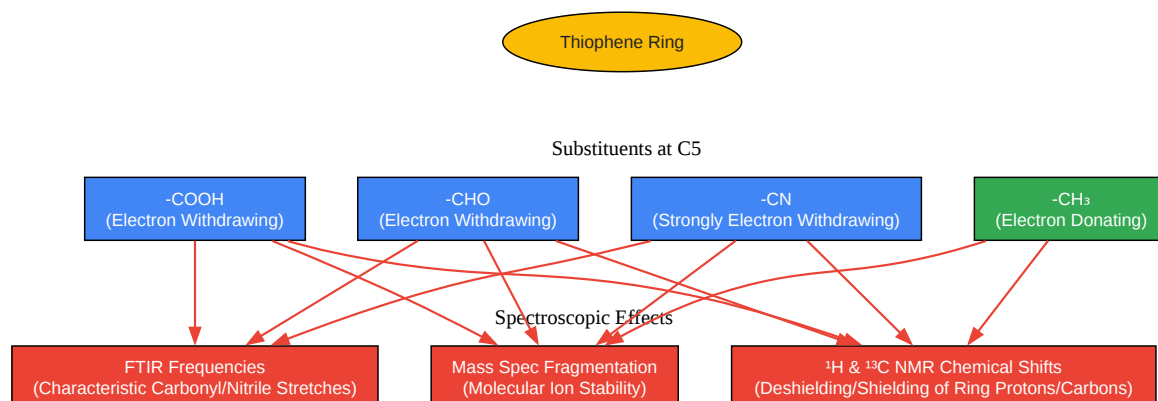 Thiophene Ring
Substituents at C5
-COOH
(Electron Withdrawing)
-CHO
(Electron Withdrawing)
-CN
(Strongly Electron Withdrawing)
-CH₃
(Electron Donating)
Spectroscopic Effects
FTIR Frequencies
(Characteristic Carbonyl/Nitrile Stretches)
Mass Spec Fragmentation
(Molecular Ion Stability)
¹H & ¹³C NMR Chemical Shifts
(Deshielding/Shielding of Ring Protons/Carbons)